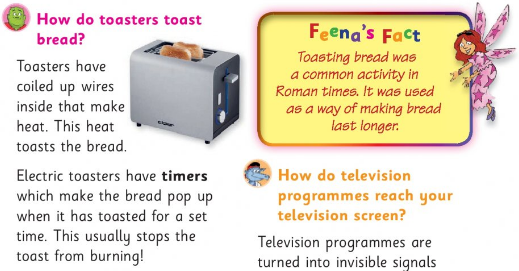 How do toasters toast
bread?
Toasters have
coiled up wires
inside that make
heat. This heat
toasts the bread.
Electric toasters have timers
which make the bread pop up
when it has toasted for a set
time. This usually stops the
toast from burning!
Feena's Fact
Toasting bread was
a common activity in
Roman times. It was used
as a way of making bread
last longer.
How do television
programmes reach your
television screen?
Television programmes are
turned into invisible signals